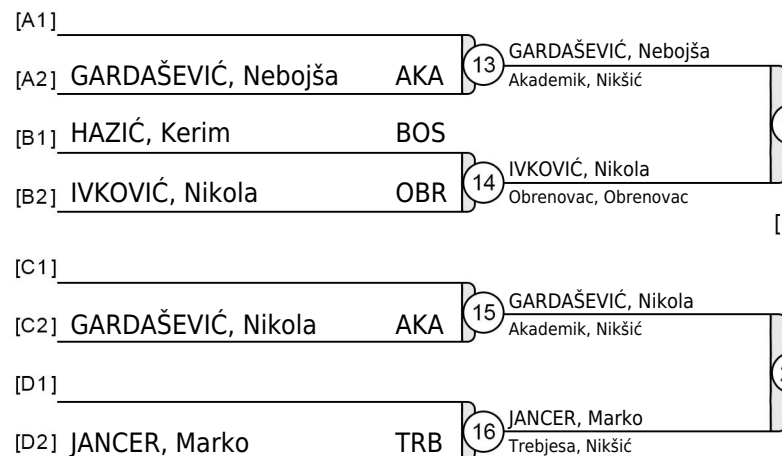 [A1]
[A2] GARDAŠEVIĆ, Nebojša AKA
13 GARDAŠEVIĆ, Nebojša
Akademik, Nikšić
[B1] HAZIĆ, Kerim BOS
[B2] IVKOVIĆ, Nikola OBR
14 IVKOVIĆ, Nikola
Obrenovac, Obrenovac
[C1]
[C2] GARDAŠEVIĆ, Nikola AKA
15 GARDAŠEVIĆ, Nikola
Akademik, Nikšić
[D1]
[D2] JANCER, Marko TRB
16 JANCER, Marko
Trebjesa, Nikšić